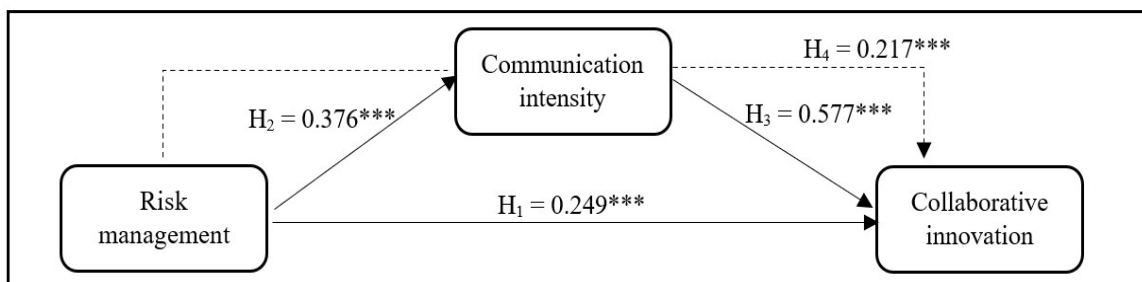 Communication
intensity
H₄ = 0.217***
H₂ = 0.376***
H₃ = 0.577***
Risk
management
H₁ = 0.249***
Collaborative
innovation